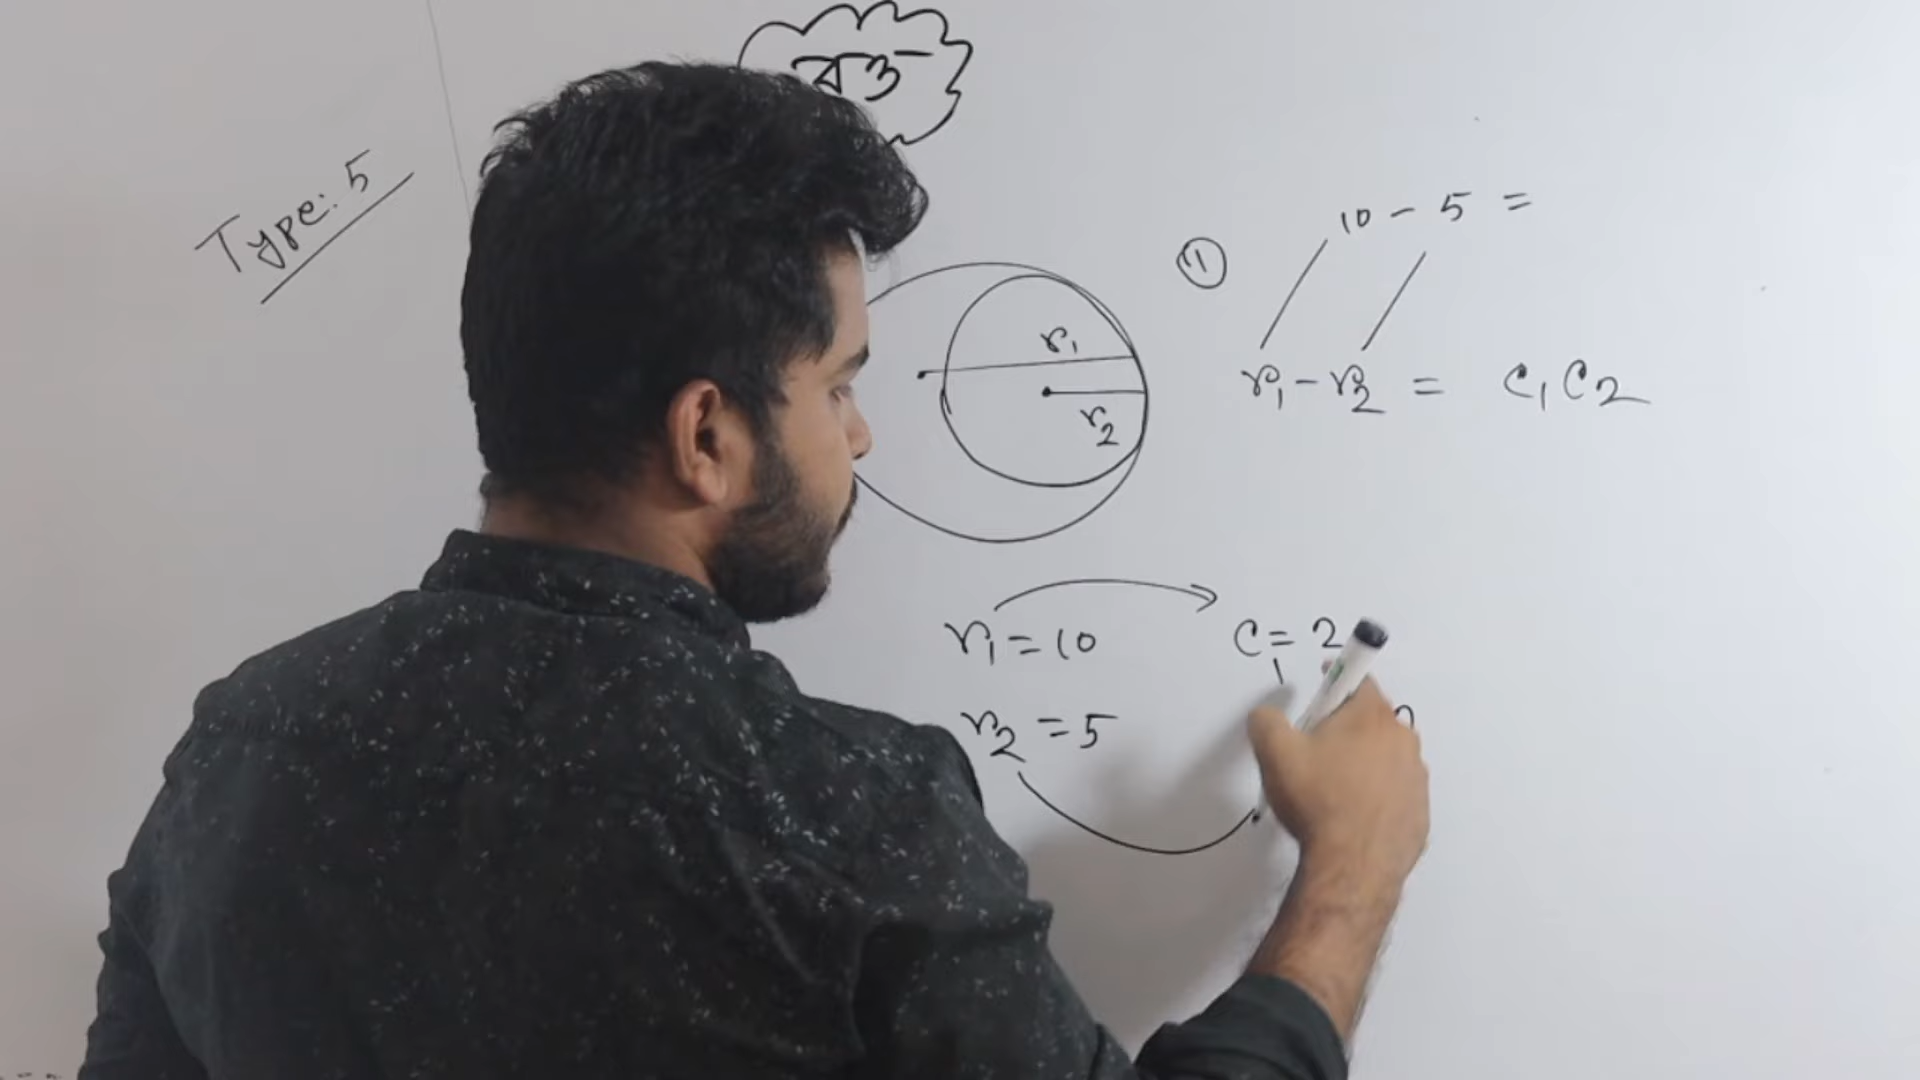 বৃত্ত
Type: 5
10 - 5 =
①
r₁ - r₂ = C₁C₂
r₁
r₂
r₁ = 10
C = 2
r₂ = 5